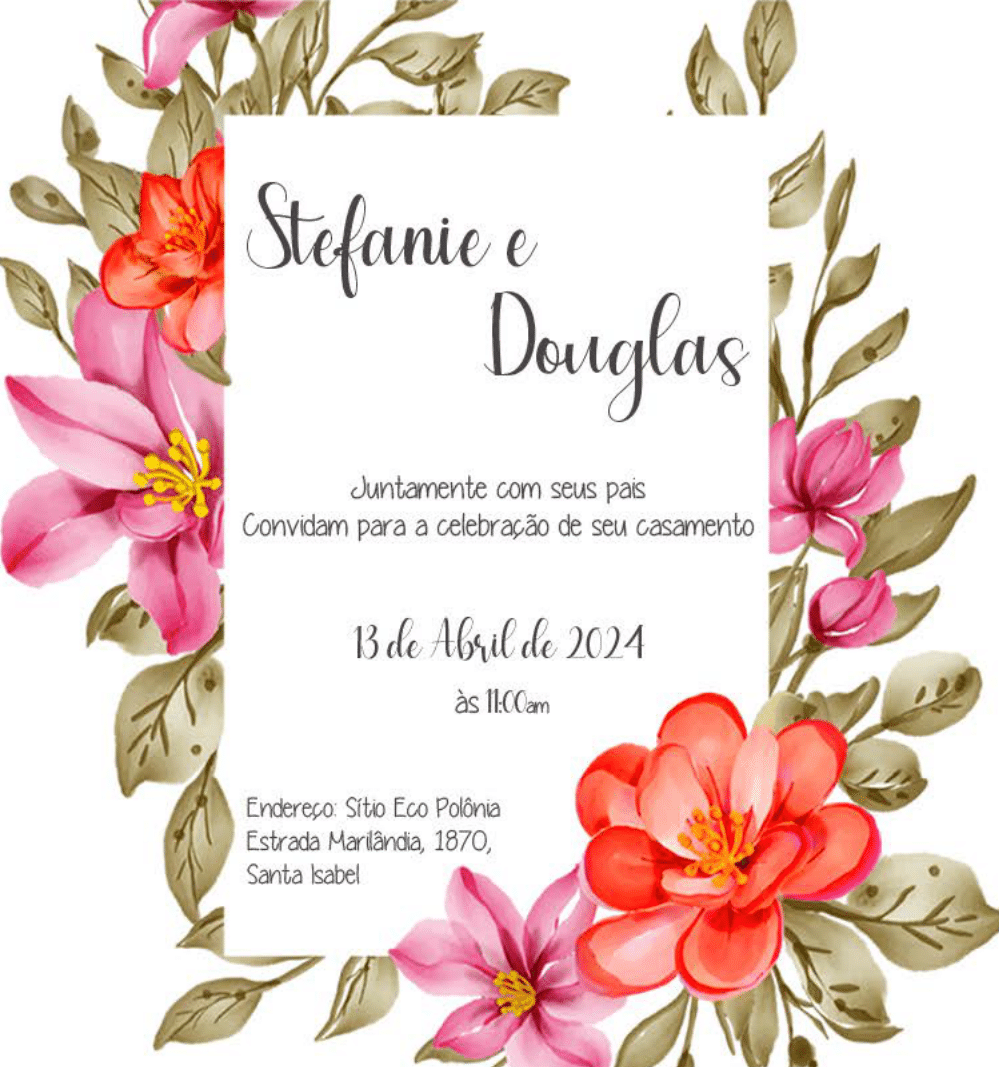 Stefanie e
Douglas
Juntamente com seus pais
Convidam para a celebração de seu casamento
13 de Abril de 2024
às 11:00am
Endereço: Sítio Eco Polônia
Estrada Marilândia, 1870,
Santa Isabel